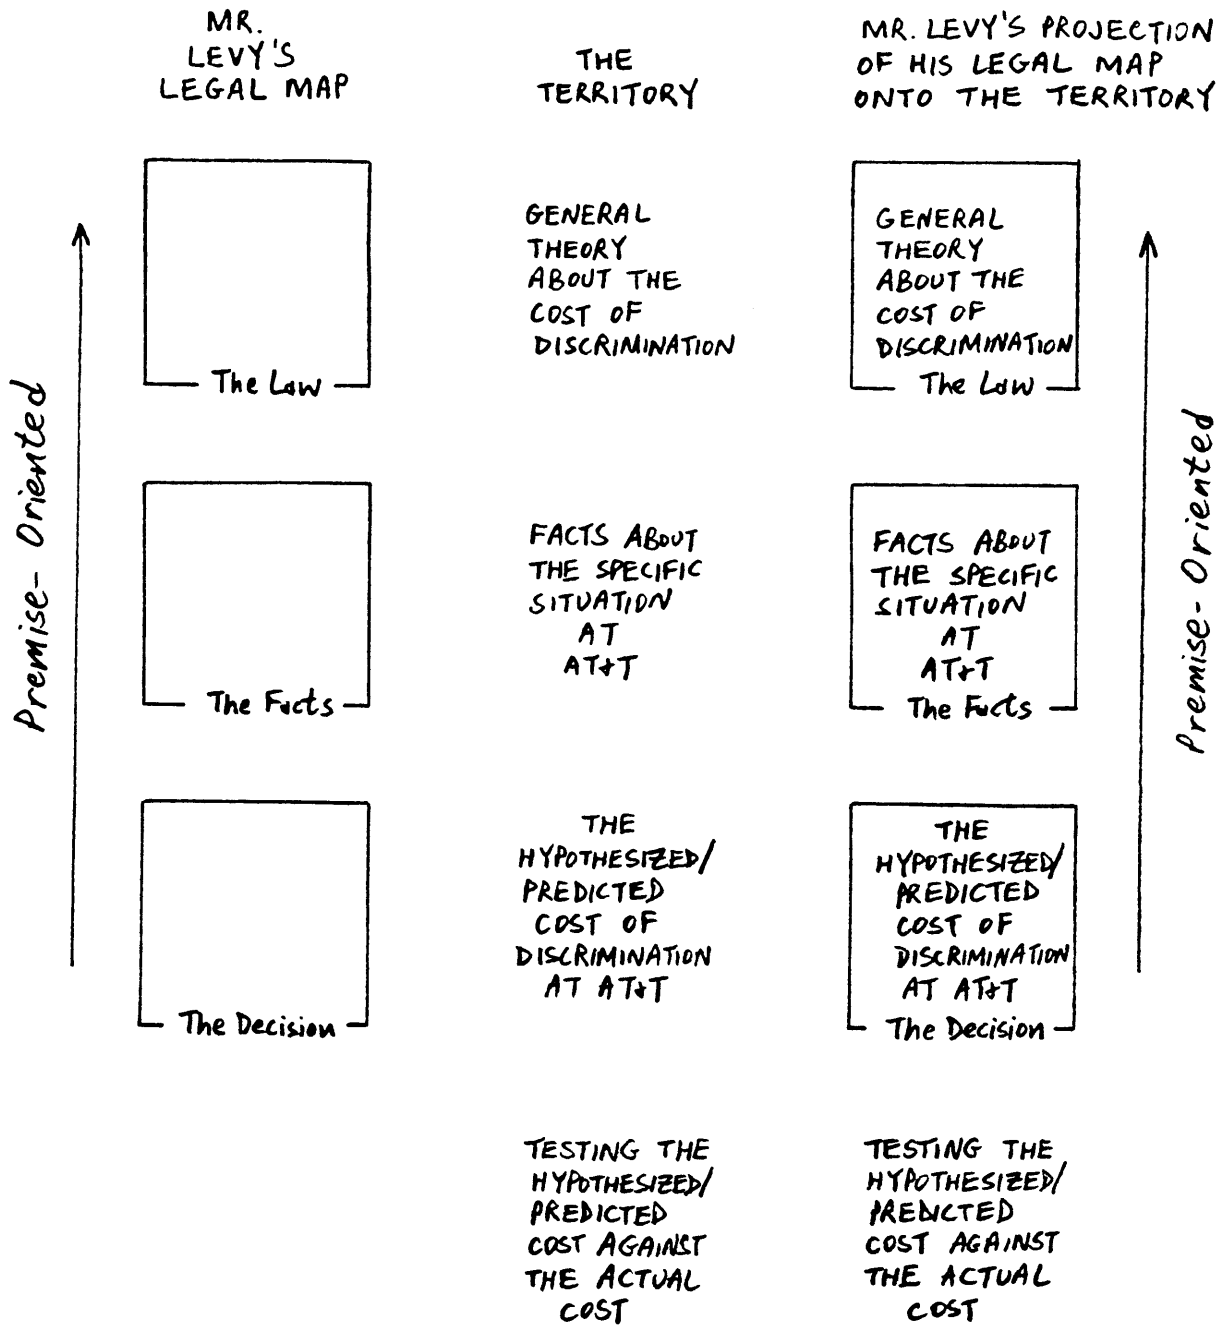 MR.
LEVY'S
LEGAL MAP
THE
TERRITORY
MR. LEVY'S PROJECTION
OF HIS LEGAL MAP
ONTO THE TERRITORY
Premise-Oriented
The Law
GENERAL
THEORY
ABOUT THE
COST OF
DISCRIMINATION
GENERAL
THEORY
ABOUT THE
COST OF
DISCRIMINATION
The Law
Premise-Oriented
The Facts
FACTS ABOUT
THE SPECIFIC
SITUATION
AT
AT&T
FACTS ABOUT
THE SPECIFIC
SITUATION
AT
AT&T
The Facts
The Decision
THE
HYPOTHESIZED/
PREDICTED
COST OF
DISCRIMINATION
AT AT&T
THE
HYPOTHESIZED/
PREDICTED
COST OF
DISCRIMINATION
AT AT&T
The Decision
TESTING THE
HYPOTHESIZED/
PREDICTED
COST AGAINST
THE ACTUAL
COST
TESTING THE
HYPOTHESIZED/
PREDICTED
COST AGAINST
THE ACTUAL
COST